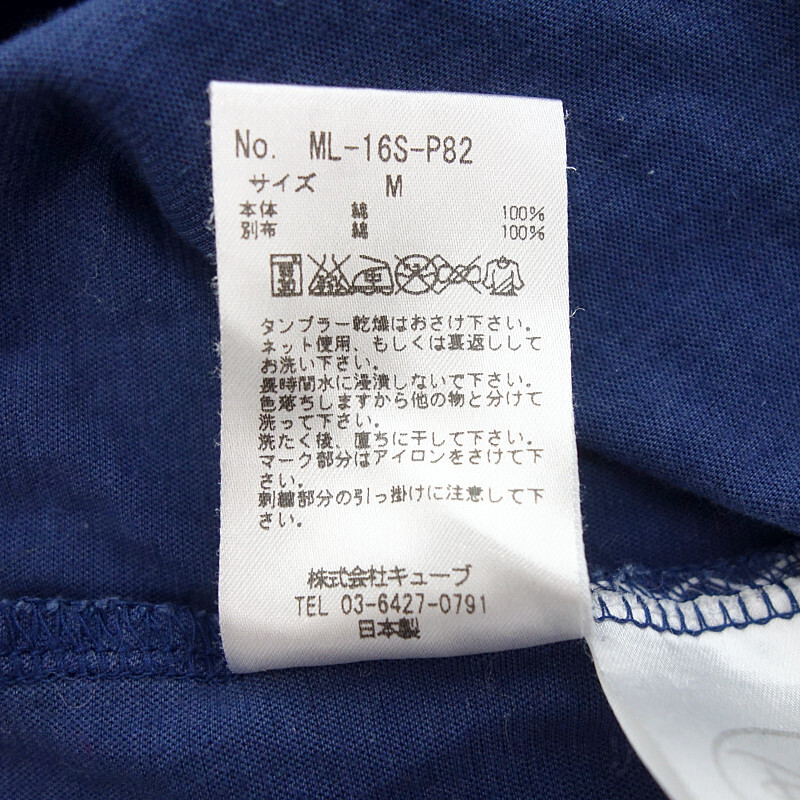 No. ML-16S-P82
サイズ M
本体 綿 100%
別布 綿 100%
タンブラー乾燥はおさけ下さい。
ネット使用、もしくは裏返しして
お洗い下さい。
長時間水に浸漬しないで下さい。
色落ちしますから他の物と分けて
洗って下さい。
洗たく後、直ちに干して下さい。
マーク部分はアイロンをさけて下
さい。
刺繍部分の引っ掛けに注意して下
さい。
株式会社キューブ
TEL 03-6427-0791
日本製